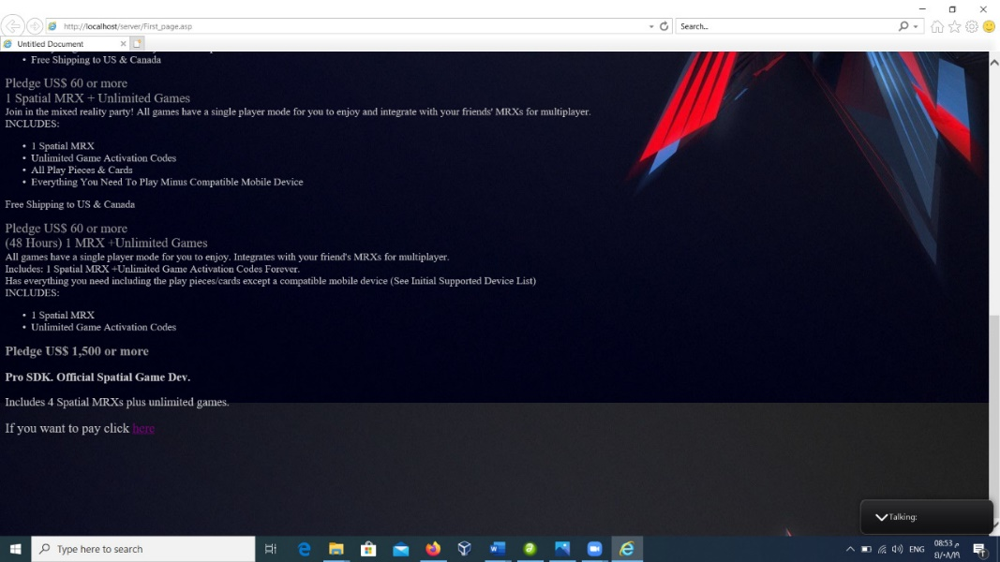 http://localhost/server/First_page.asp
Search...
Untitled Document
Free Shipping to US & Canada
Pledge US$ 60 or more
1 Spatial MRX + Unlimited Games
Join in the mixed reality party! All games have a single player mode for you to enjoy and integrate with your friends' MRXs for multiplayer.
INCLUDES:
• 1 Spatial MRX
• Unlimited Game Activation Codes
• All Play Pieces & Cards
• Everything You Need To Play Minus Compatible Mobile Device
Free Shipping to US & Canada
Pledge US$ 60 or more
(48 Hours) 1 MRX +Unlimited Games
All games have a single player mode for you to enjoy. Integrates with your friend's MRXs for multiplayer.
Includes: 1 Spatial MRX +Unlimited Game Activation Codes Forever.
Has everything you need including the play pieces/cards except a compatible mobile device (See Initial Supported Device List)
INCLUDES:
• 1 Spatial MRX
• Unlimited Game Activation Codes
Pledge US$ 1,500 or more
Pro SDK. Official Spatial Game Dev.
Includes 4 Spatial MRXs plus unlimited games.
If you want to pay click here
Talking:
Type here to search
ENG
08:53 م